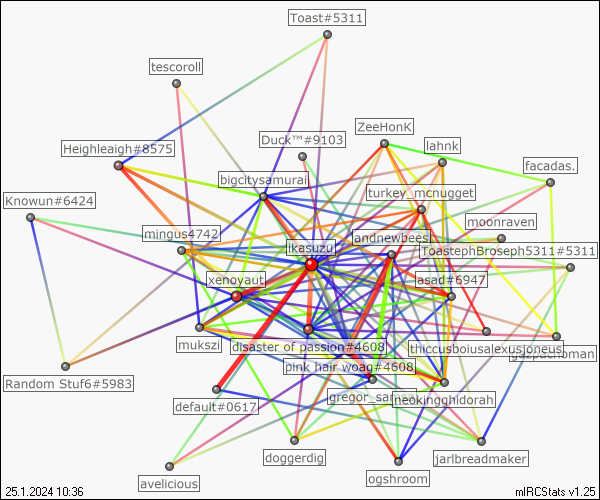 Toast#5311
tescoroll
ZeeHonK
Duck™#9103
lahnk
Heighleaigh#8575
facadas.
bigcitysamurai
turkey_mcnugget
Knowun#6424
moonraven
mingus4742
andnewbees
ikasuzu
ToastephBroseph5311#5311
xenoyaut
asad#6947
mukszi
disaster of passion#4608
thiccusboiusalexusjoneus
pink hair woag#4608
Random Stuf6#5983
gregor_samsa
neokingghidorah
default#0617
doggerdig
jarlbreadmaker
ogshroom
avelicious
25.1.2024 10:36
mIRCStats v1.25